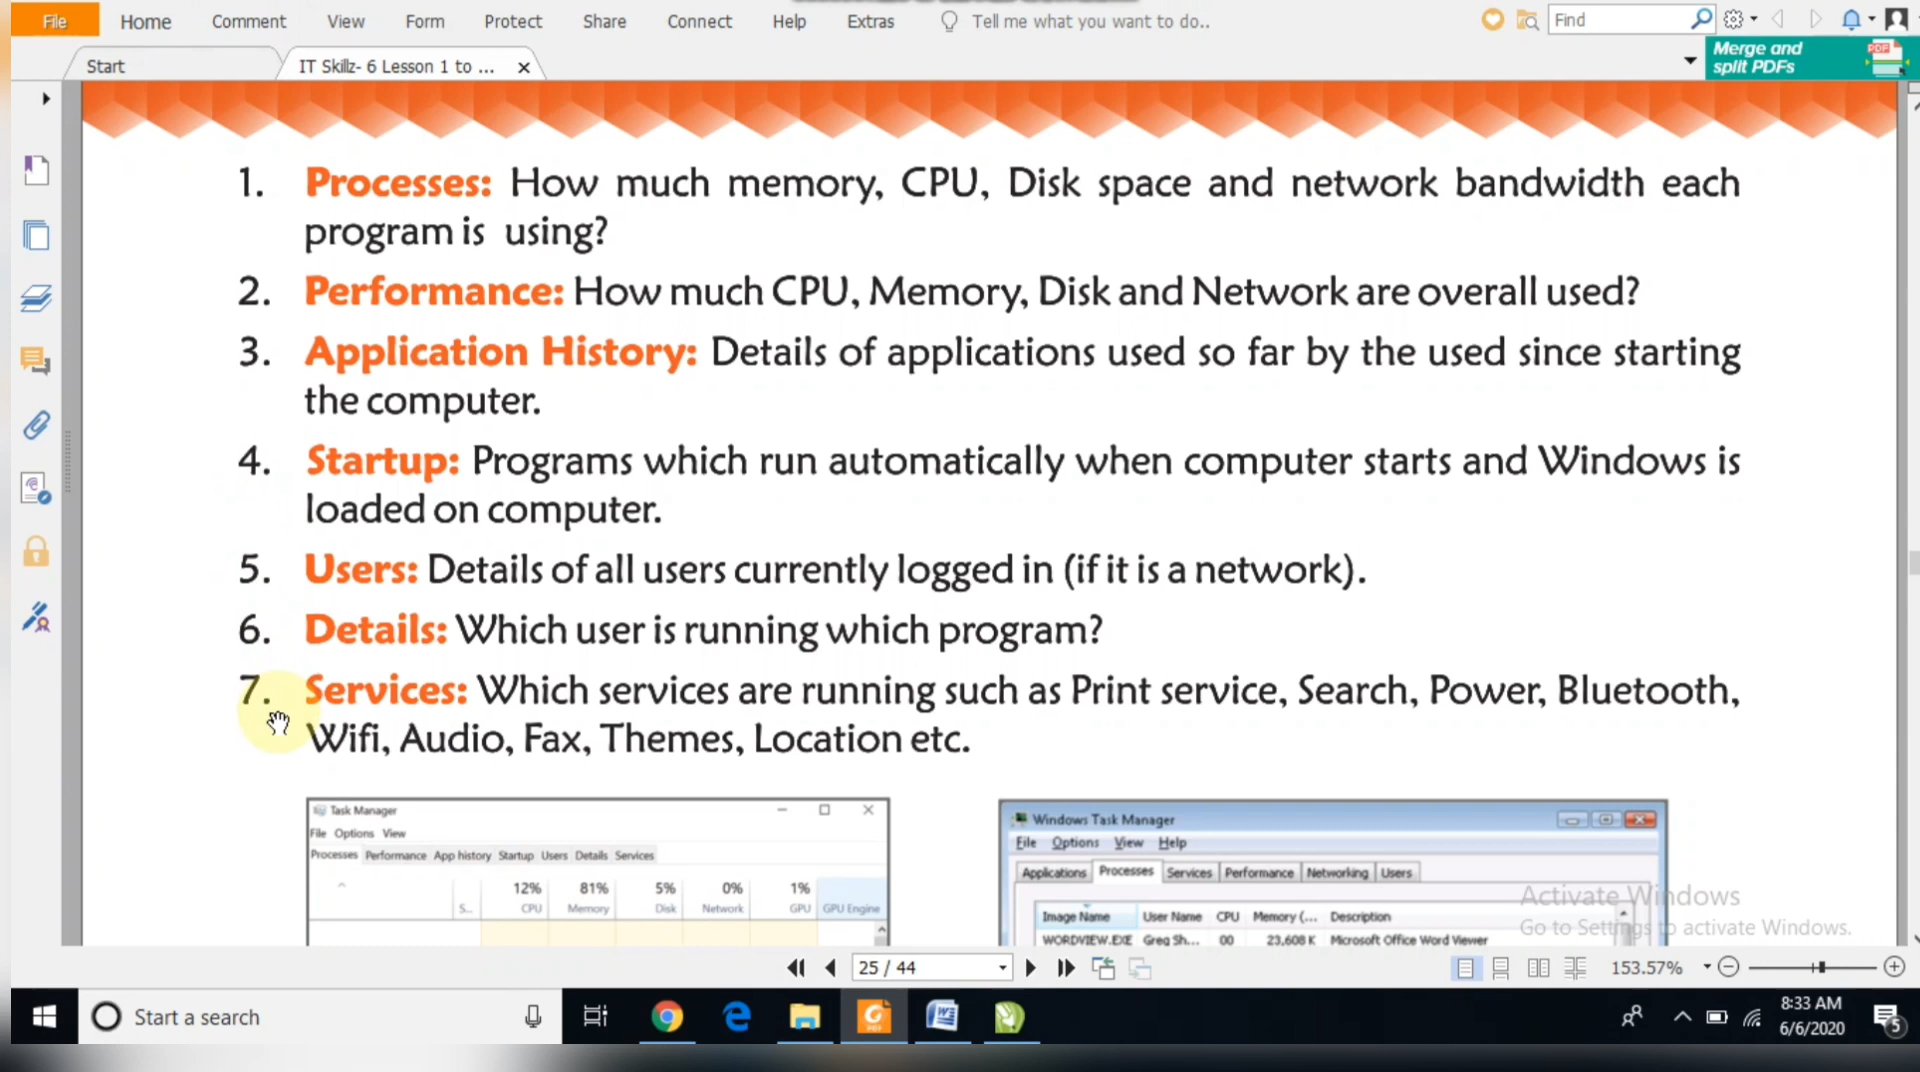 File Home Comment View Form Protect Share Connect Help Extras Tell me what you want to do.. Find
Start IT Skillz- 6 Lesson 1 to ... Merge and
split PDFs
PDF
1. Processes: How much memory, CPU, Disk space and network bandwidth each
program is using?
2. Performance: How much CPU, Memory, Disk and Network are overall used?
3. Application History: Details of applications used so far by the used since starting
the computer.
4. Startup: Programs which run automatically when computer starts and Windows is
loaded on computer.
5. Users: Details of all users currently logged in (if it is a network).
6. Details: Which user is running which program?
7. Services: Which services are running such as Print service, Search, Power, Bluetooth,
Wifi, Audio, Fax, Themes, Location etc.
Task Manager
File Options View
Processes Performance App history Startup Users Details Services
12% 81% 5% 0% 1%
S... CPU Memory Disk Network GPU GPU Engine
Windows Task Manager
File Options View Help
Applications Processes Services Performance Networking Users
Image Name User Name CPU Memory (... Description
WORDVIEW.EXE Greg Sh... 00 23,608 K Microsoft Office Word Viewer
Activate Windows
Go to Settings to activate Windows.
25 / 44 153.57%
Start a search 8:33 AM
6/6/2020
5